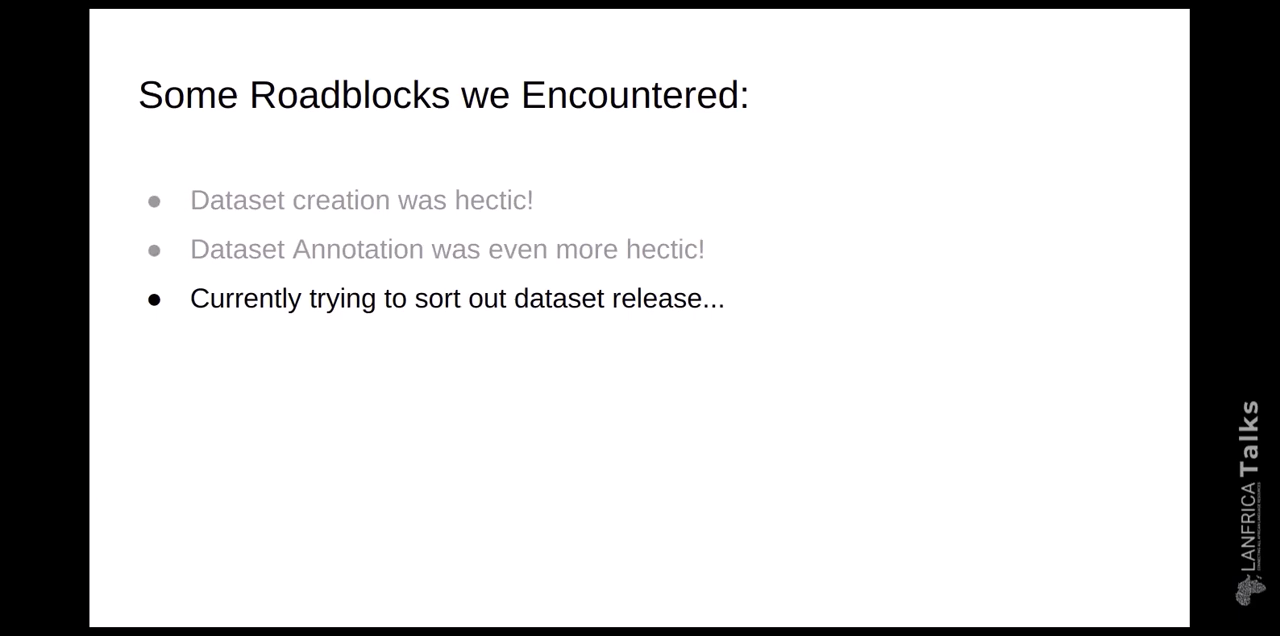 Some Roadblocks we Encountered:
● Dataset creation was hectic!
● Dataset Annotation was even more hectic!
● Currently trying to sort out dataset release...
LANFRICA Talks